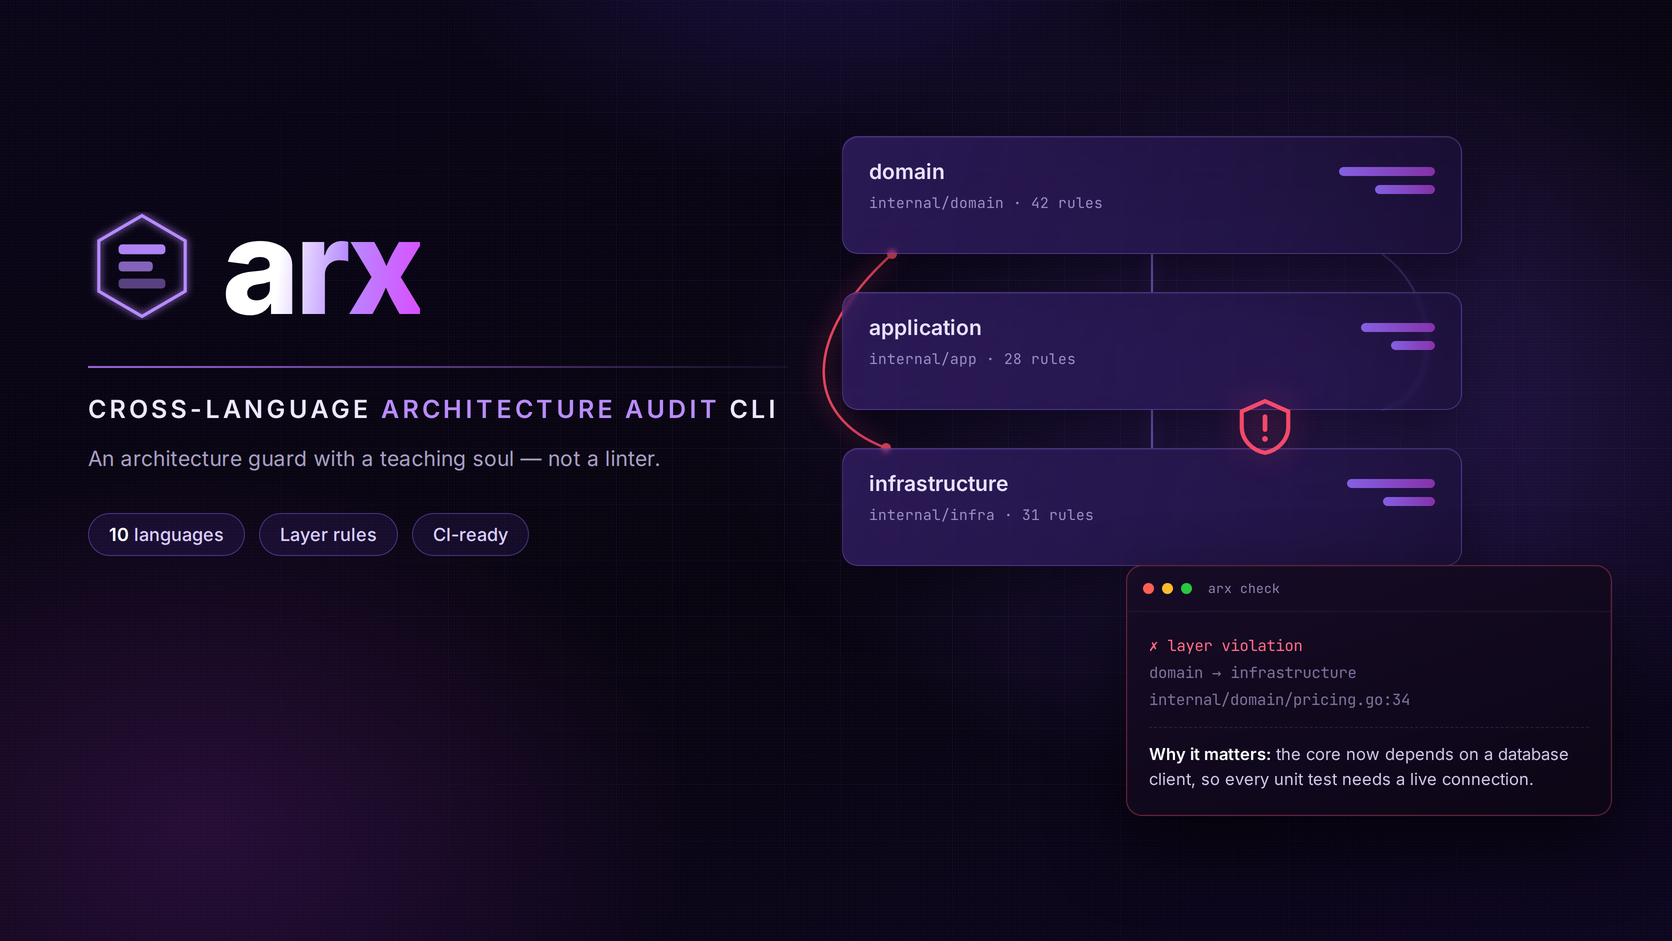 arx
CROSS-LANGUAGE ARCHITECTURE AUDIT CLI
An architecture guard with a teaching soul — not a linter.
10 languages
Layer rules
CI-ready
domain
internal/domain · 42 rules
application
internal/app · 28 rules
infrastructure
internal/infra · 31 rules
arx check
✗ layer violation
domain → infrastructure
internal/domain/pricing.go:34
Why it matters: the core now depends on a database
client, so every unit test needs a live connection.